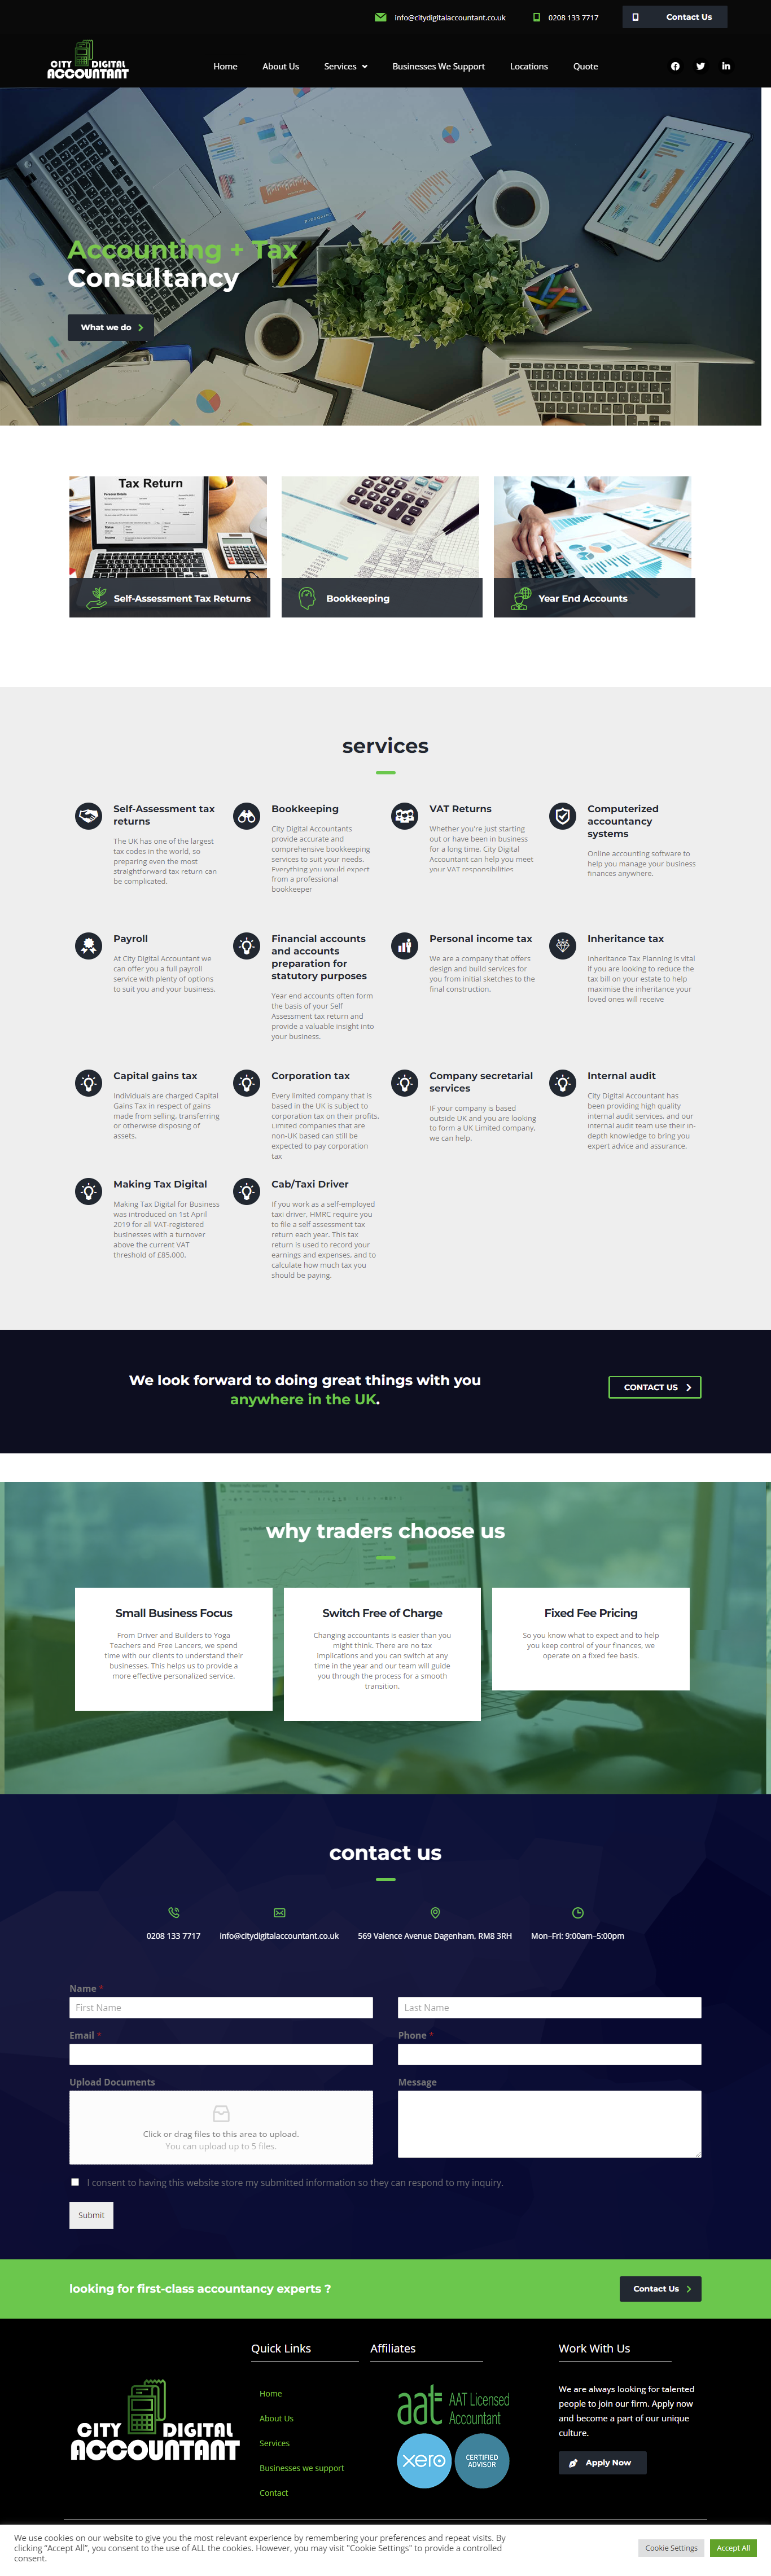 info@citydigitalaccountant.co.uk
0208 133 7717
Contact Us
CITY DIGITAL
ACCOUNTANT
Home
About Us
Services
Businesses We Support
Locations
Quote
Accounting + Tax
Consultancy
What we do
Tax Return
Self-Assessment Tax Returns
Bookkeeping
Year End Accounts
services
Self-Assessment tax
returns
The UK has one of the largest
tax codes in the world, so
preparing even the most
straightforward tax return can
be complicated.
Bookkeeping
City Digital Accountants
provide accurate and
comprehensive bookkeeping
services to suit your needs.
Everything you would expect
from a professional
bookkeeper
VAT Returns
Whether you're just starting
out or have been in business
for a long time, City Digital
Accountant can help you meet
your VAT responsibilities
Computerized
accountancy
systems
Online accounting software to
help you manage your business
finances anywhere.
Payroll
At City Digital Accountant we
can offer you a full payroll
service with plenty of options
to suit you and your business.
Financial accounts
and accounts
preparation for
statutory purposes
Year end accounts often form
the basis of your Self
Assessment tax return and
provide a valuable insight into
your business.
Personal income tax
We are a company that offers
design and build services for
you from initial sketches to the
final construction.
Inheritance tax
Inheritance Tax Planning is vital
if you are looking to reduce the
tax bill on your estate to help
maximise the inheritance your
loved ones will receive
Capital gains tax
Individuals are charged Capital
Gains Tax in respect of gains
made from selling, transferring
or otherwise disposing of
assets.
Corporation tax
Every limited company that is
based in the UK is subject to
corporation tax on their profits.
Limited companies that are
non-UK based can still be
expected to pay corporation
tax
Company secretarial
services
IF your company is based
outside UK and you are looking
to form a UK Limited company,
we can help.
Internal audit
City Digital Accountant has
been providing high quality
internal audit services. Our
internal audit team use their in-
depth knowledge to bring you
expert advice and assurance.
Making Tax Digital
Making Tax Digital for Business
was introduced on 1st April
2019 for all VAT-registered
businesses with a turnover
above the current VAT
threshold of £85,000.
Cab/Taxi Driver
If you work as a self-employed
taxi driver, HMRC require you
to file a self assessment tax
return each year. This tax
return is used to record your
earnings and expenses, and to
calculate how much tax you
should be paying.
We look forward to doing great things with you
anywhere in the UK.
CONTACT US
why traders choose us
Small Business Focus
From Driver and Builders to Yoga
Teachers and Free Lancers, we spend
time with our clients to understand their
businesses. This helps us to provide a
more effective personalized service.
Switch Free of Charge
Changing accountants is easier than you
might think. There are no tax
implications and you can switch at any
time in the year and our team will guide
you through the process for a smooth
transition.
Fixed Fee Pricing
So you know what to expect and to help
you keep control of your finances, we
operate on a fixed fee basis.
contact us
0208 133 7717
info@citydigitalaccountant.co.uk
569 Valence Avenue Dagenham, RM8 3RH
Mon–Fri: 9:00am–5:00pm
Name *
First Name
Last Name
Email *
Phone *
Upload Documents
Message
Click or drag files to this area to upload.
You can upload up to 5 files.
I consent to having this website store my submitted information so they can respond to my inquiry.
Submit
looking for first-class accountancy experts ?
Contact Us
CITY DIGITAL
ACCOUNTANT
Quick Links
Home
About Us
Services
Businesses we support
Contact
Affiliates
aat AAT Licensed
Accountant
xero
CERTIFIED
ADVISOR
Work With Us
We are always looking for talented
people to join our firm. Apply now
and become a part of our unique
culture.
Apply Now
We use cookies on our website to give you the most relevant experience by remembering your preferences and repeat visits. By
clicking “Accept All”, you consent to the use of ALL the cookies. However, you may visit "Cookie Settings" to provide a controlled
consent.
Cookie Settings
Accept All